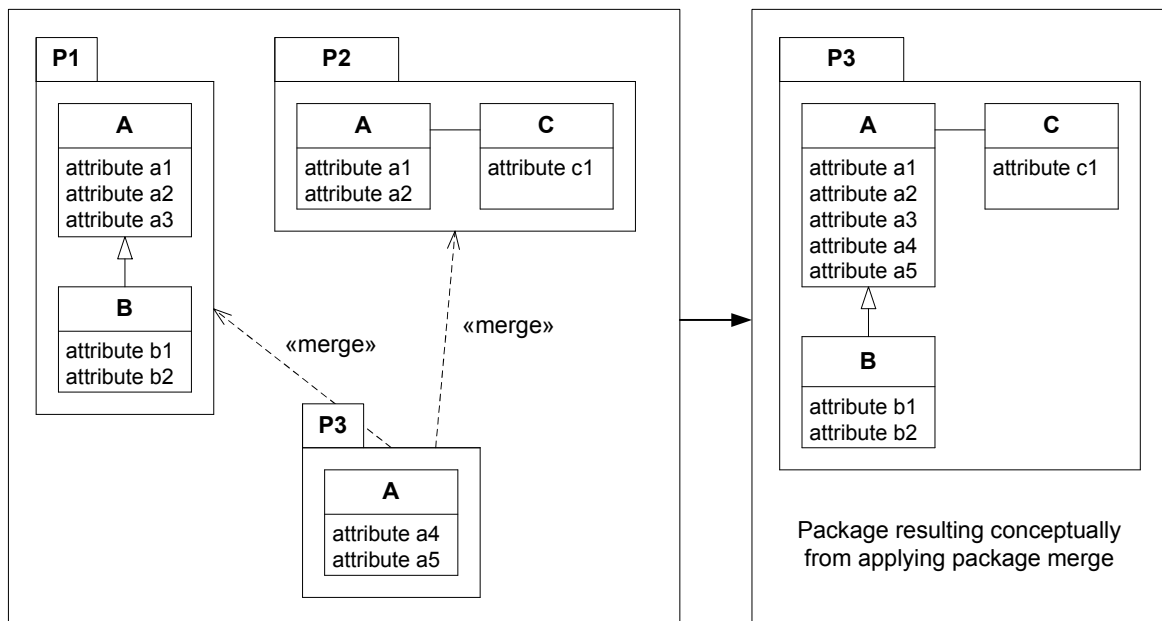 P1
A
attribute a1
attribute a2
attribute a3
B
attribute b1
attribute b2
P2
A
attribute a1
attribute a2
C
attribute c1
«merge»
«merge»
P3
A
attribute a4
attribute a5
P3
A
attribute a1
attribute a2
attribute a3
attribute a4
attribute a5
C
attribute c1
B
attribute b1
attribute b2
Package resulting conceptually
from applying package merge